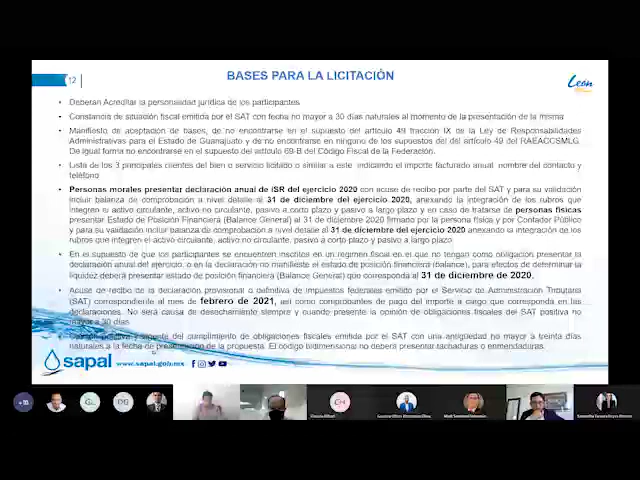 12
BASES PARA LA LICITACIÓN
León
Deberán Acreditar la personalidad jurídica de los participantes
Constancia de situación fiscal emitida por el SAT con fecha no mayor a 30 días naturales al momento de la presentación de la misma
Manifiesto de aceptación de bases, de no encontrarse en el supuesto del artículo 49 fracción IX de la Ley de Responsabilidades
Administrativas para el Estado de Guanajuato y de no encontrarse en ninguno de los supuestos del del artículo 49 del RAEACCSMLG.
De igual forma no encontrarse en el supuesto del artículo 69-B del Código Fiscal de la Federación.
Lista de los 3 principales clientes del bien o servicio licitado o similar a este indicando el importe facturado anual nombre del contacto y
teléfono
Personas morales presentar declaración anual de ISR del ejercicio 2020 con acuse de recibo por parte del SAT y para su validación
incluir balanza de comprobación a nivel detalle al 31 de diciembre del ejercicio 2020, anexando la integración de los rubros que
integren el activo circulante, activo no circulante, pasivo a corto plazo y pasivo a largo plazo y en caso de tratarse de personas físicas
presentar Estado de Posición Financiera (Balance General) al 31 de diciembre 2020 firmado por la persona física y por Contador Público
y para su validación incluir balanza de comprobación a nivel detalle al 31 de diciembre del ejercicio 2020 anexando la integración de los
rubros que integren el activo circulante, activo no circulante, pasivo a corto plazo y pasivo a largo plazo
En el supuesto de que los participantes se encuentren inscritos en un régimen fiscal en el que no tengan como obligación presentar la
declaración anual del ejercicio, o en la declaración no manifieste el estado de posición financiera (balance), para efectos de determinar la
liquidez deberá presentar estado de posición financiera (Balance General) que corresponda al 31 de diciembre de 2020.
Acuse de recibo de la declaración provisional o definitiva de impuestos federales emitido por el Servicio de Administración Tributaria
(SAT) correspondiente al mes de febrero de 2021, así como comprobantes de pago del importe a cargo que corresponda en las
declaraciones. No será causa de desechamiento siempre y cuando presente la opinión de obligaciones fiscales del SAT positiva no
mayor a 30 días
Opinión positiva y vigente del cumplimiento de obligaciones fiscales emitida por el SAT con una antigüedad no mayor a treinta días
naturales a la fecha de presentación de la propuesta. El código bidimensional no deberá presentar tachaduras o enmendaduras.
sapal
www.sapal.gob.mx
GL
CH